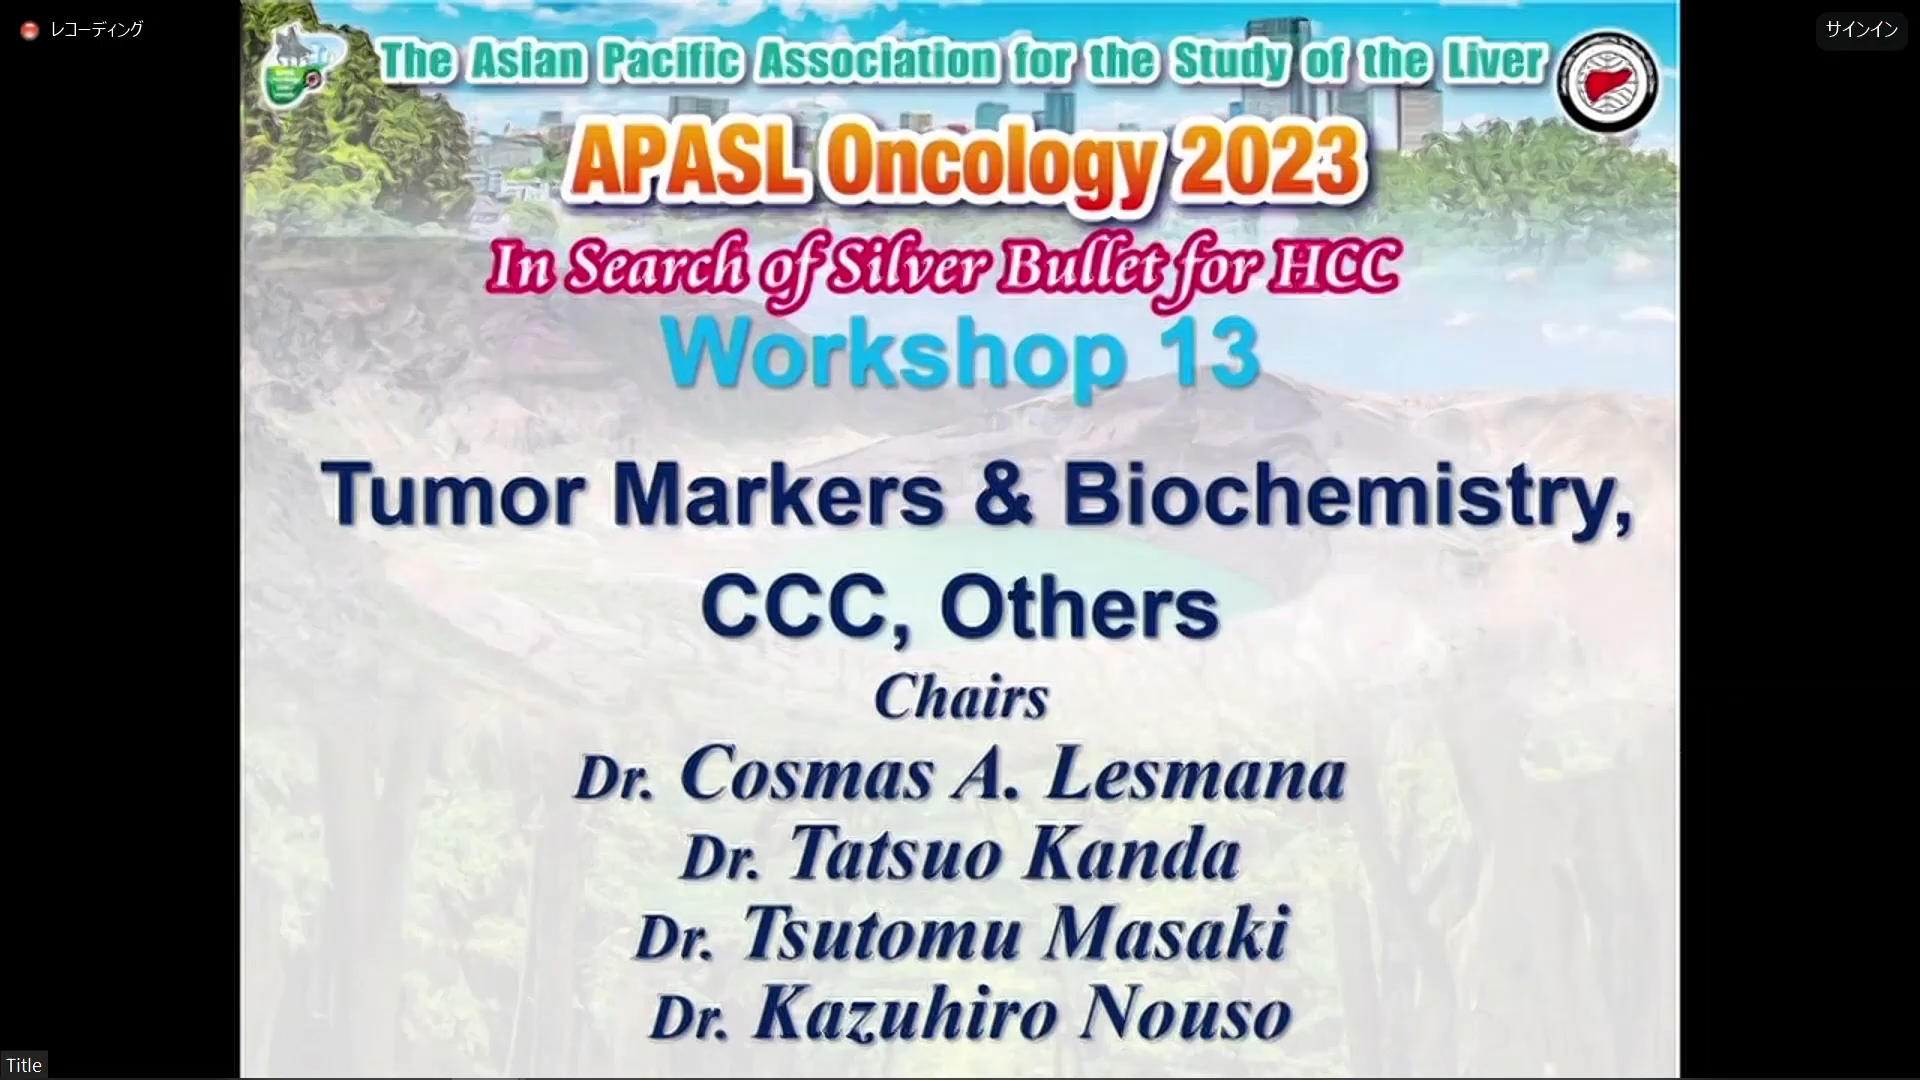 レコーディング
サインイン
The Asian Pacific Association for the Study of the Liver
APASL Oncology 2023
In Search of Silver Bullet for HCC
Workshop 13
Tumor Markers & Biochemistry,
CCC, Others
Chairs
Dr. Cosmas A. Lesmana
Dr. Tatsuo Kanda
Dr. Tsutomu Masaki
Dr. Kazuhiro Nouso
Title